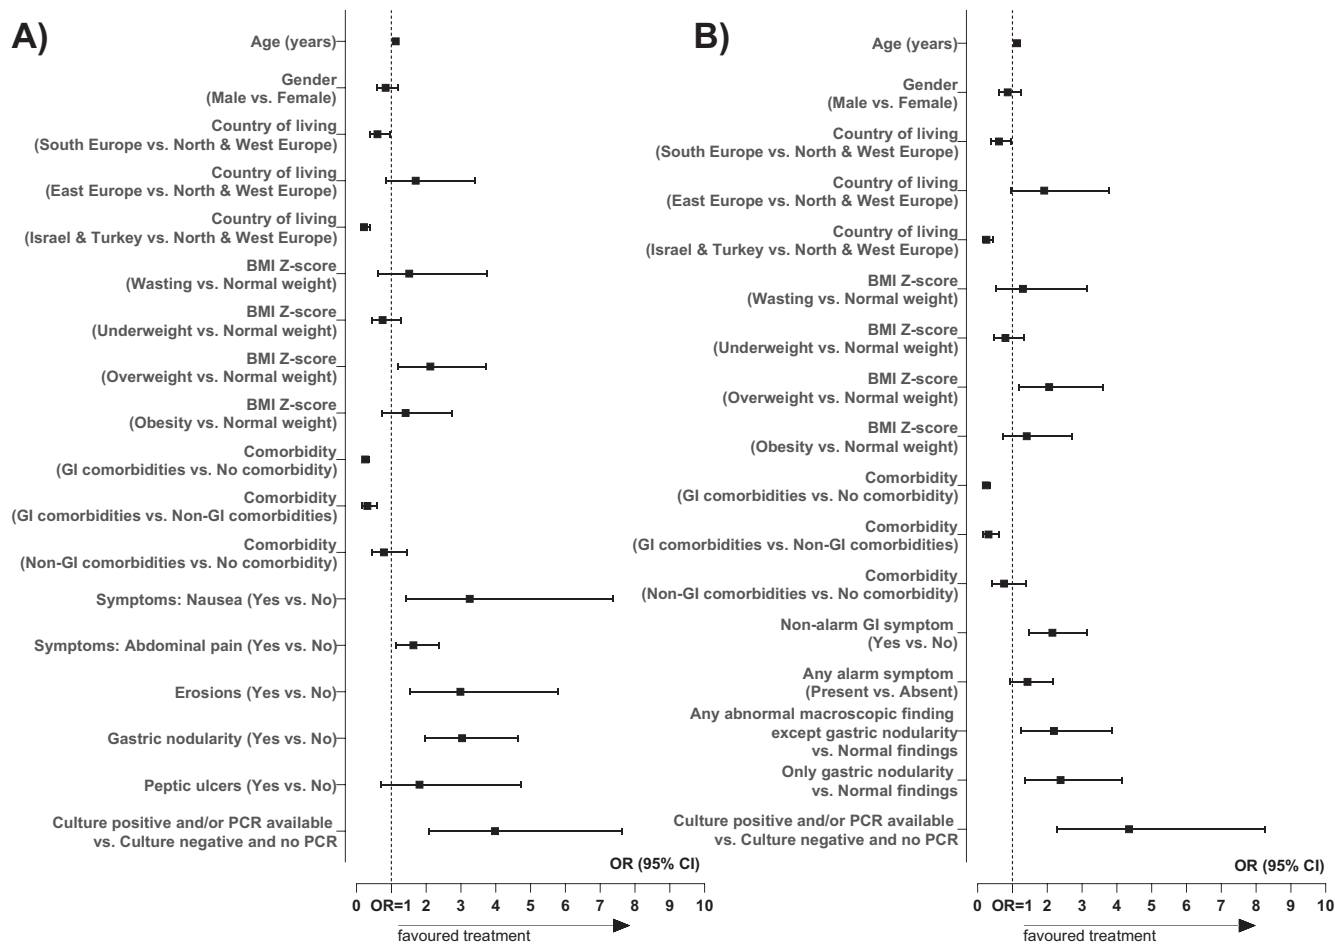 A)
Age (years)
Gender
(Male vs. Female)
Country of living
(South Europe vs. North & West Europe)
Country of living
(East Europe vs. North & West Europe)
Country of living
(Israel & Turkey vs. North & West Europe)
BMI Z-score
(Wasting vs. Normal weight)
BMI Z-score
(Underweight vs. Normal weight)
BMI Z-score
(Overweight vs. Normal weight)
BMI Z-score
(Obesity vs. Normal weight)
Comorbidity
(GI comorbidities vs. No comorbidity)
Comorbidity
(GI comorbidities vs. Non-GI comorbidities)
Comorbidity
(Non-GI comorbidities vs. No comorbidity)
Symptoms: Nausea (Yes vs. No)
Symptoms: Abdominal pain (Yes vs. No)
Erosions (Yes vs. No)
Gastric nodularity (Yes vs. No)
Peptic ulcers (Yes vs. No)
Culture positive and/or PCR available
vs. Culture negative and no PCR
OR (95% CI)
0 OR=1 2 3 4 5 6 7 8 9 10
favoured treatment
B)
Age (years)
Gender
(Male vs. Female)
Country of living
(South Europe vs. North & West Europe)
Country of living
(East Europe vs. North & West Europe)
Country of living
(Israel & Turkey vs. North & West Europe)
BMI Z-score
(Wasting vs. Normal weight)
BMI Z-score
(Underweight vs. Normal weight)
BMI Z-score
(Overweight vs. Normal weight)
BMI Z-score
(Obesity vs. Normal weight)
Comorbidity
(GI comorbidities vs. No comorbidity)
Comorbidity
(GI comorbidities vs. Non-GI comorbidities)
Comorbidity
(Non-GI comorbidities vs. No comorbidity)
Non-alarm GI symptom
(Yes vs. No)
Any alarm symptom
(Present vs. Absent)
Any abnormal macroscopic finding
except gastric nodularity
vs. Normal findings
Only gastric nodularity
vs. Normal findings
Culture positive and/or PCR available
vs. Culture negative and no PCR
OR (95% CI)
0 OR=1 2 3 4 5 6 7 8 9 10
favoured treatment